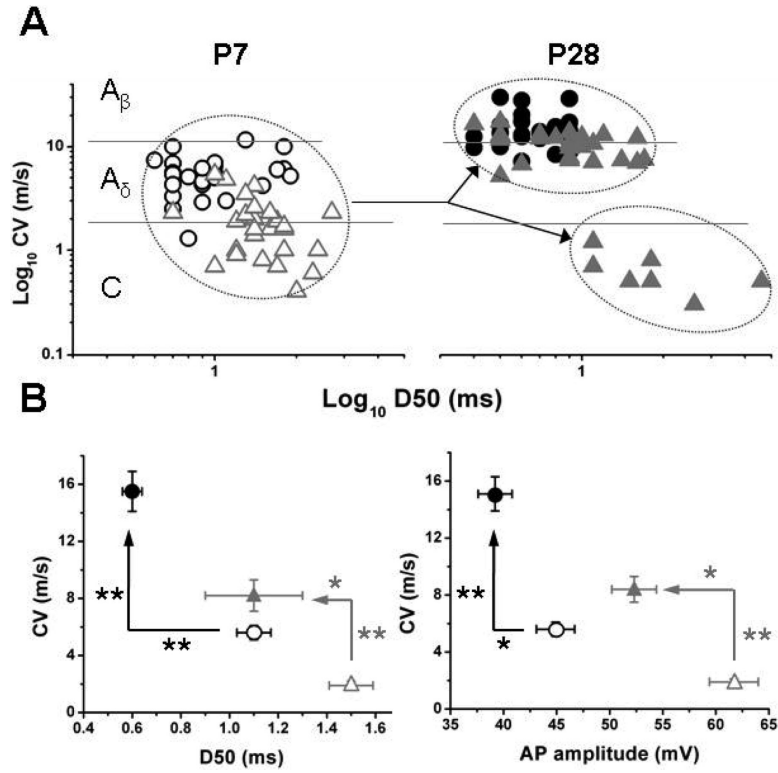 A
P7
P28
Aβ
Aδ
C
10
1
0.1
Log10 CV (m/s)
1
1
Log10 D50 (ms)
B
16
12
8
4
0
CV (m/s)
**
**
*
**
0.4 0.6 0.8 1.0 1.2 1.4 1.6
D50 (ms)
16
12
8
4
0
CV (m/s)
**
*
*
**
35 40 45 50 55 60 65
AP amplitude (mV)